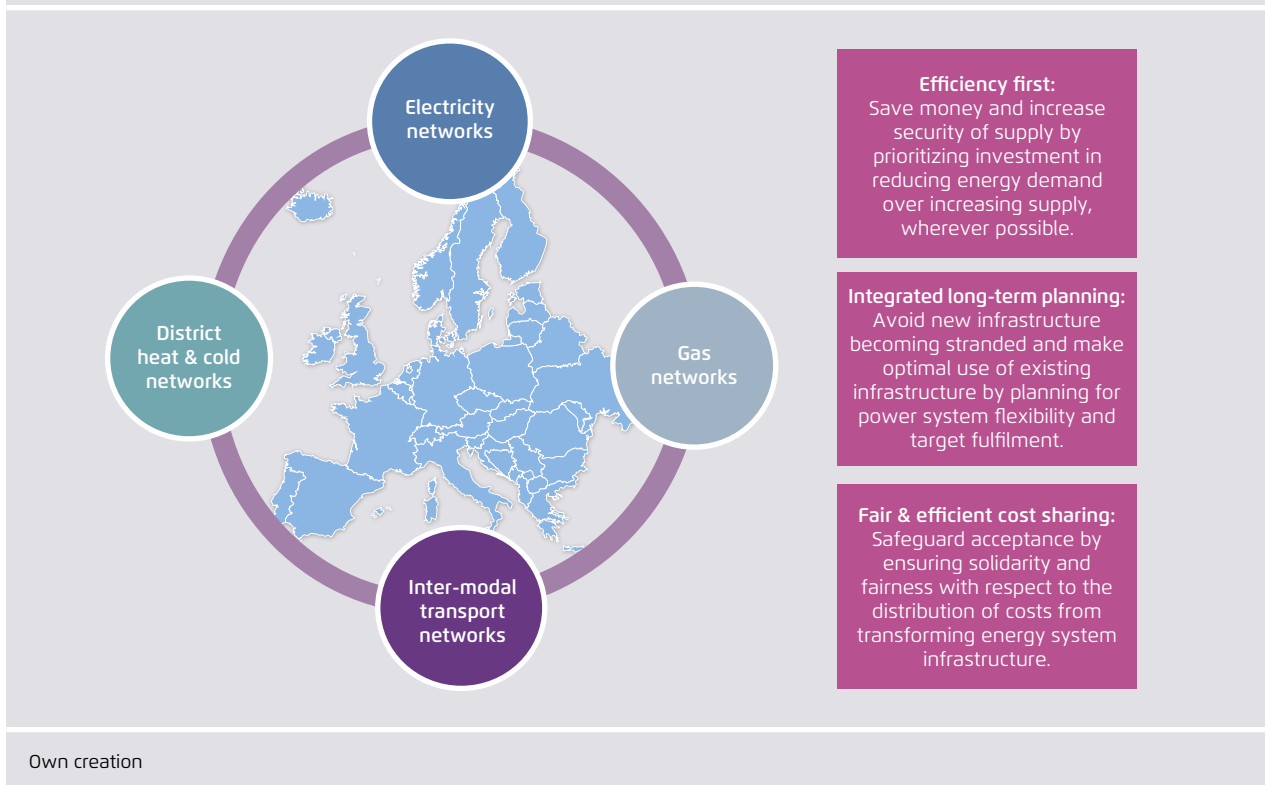 Electricity
networks
District
heat & cold
networks
Gas
networks
Inter-modal
transport
networks
Efficiency first:
Save money and increase
security of supply by
prioritizing investment in
reducing energy demand
over increasing supply,
wherever possible.
Integrated long-term planning:
Avoid new infrastructure
becoming stranded and make
optimal use of existing
infrastructure by planning for
power system flexibility and
target fulfilment.
Fair & efficient cost sharing:
Safeguard acceptance by
ensuring solidarity and
fairness with respect to the
distribution of costs from
transforming energy system
infrastructure.
Own creation